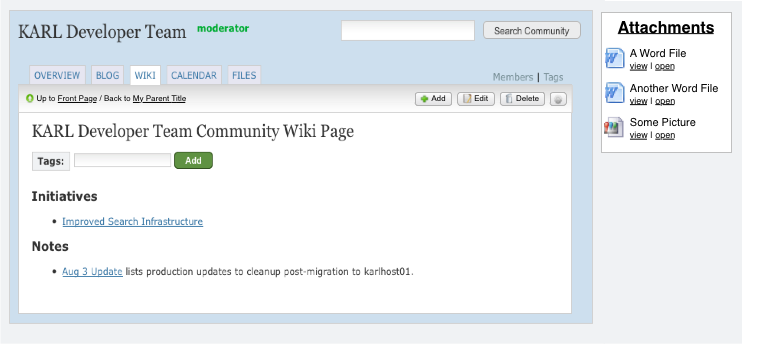 KARL Developer Team moderator
Search Community
OVERVIEW BLOG WIKI CALENDAR FILES
Members | Tags
Up to Front Page / Back to My Parent Title
Add Edit Delete
KARL Developer Team Community Wiki Page
Tags: Add
Initiatives
• Improved Search Infrastructure
Notes
• Aug 3 Update lists production updates to cleanup post-migration to karlhost01.
Attachments
A Word File
view | open
Another Word File
view | open
Some Picture
view | open